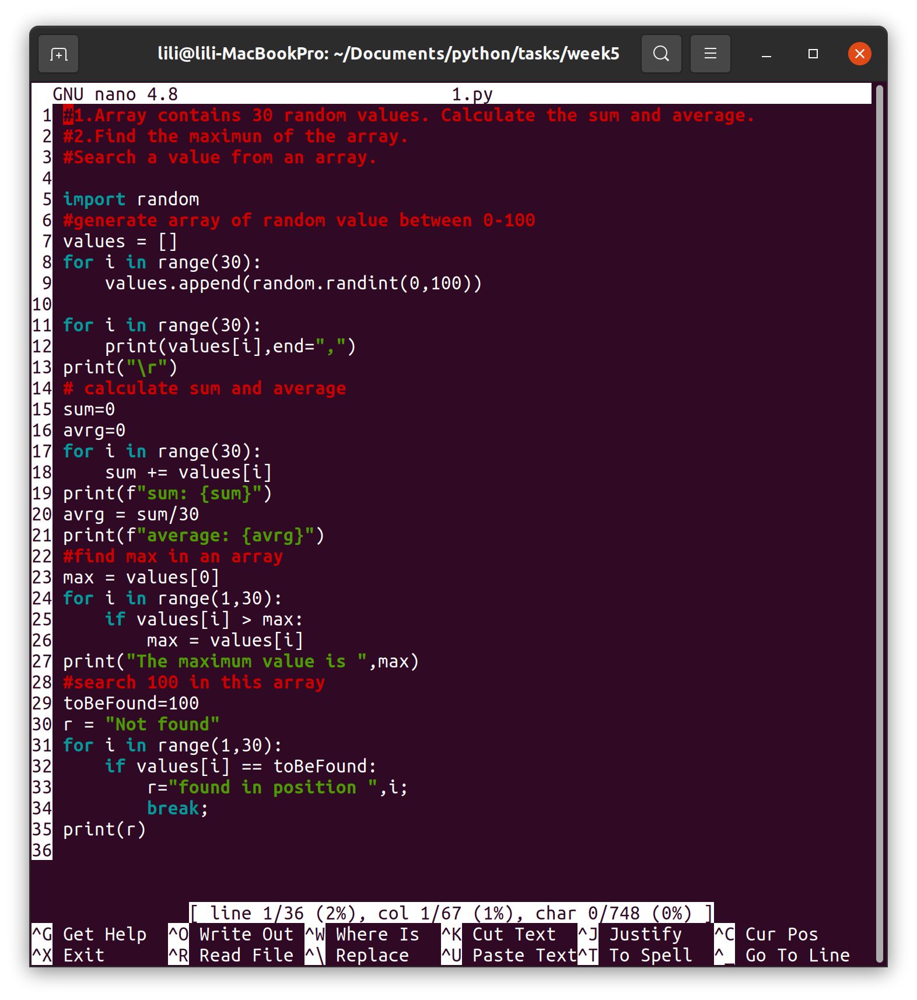 lili@lili-MacBookPro: ~/Documents/python/tasks/week5
GNU nano 4.8 1.py
1 #1.Array contains 30 random values. Calculate the sum and average.
2 #2.Find the maximun of the array.
3 #Search a value from an array.
4
5 import random
6 #generate array of random value between 0-100
7 values = []
8 for i in range(30):
9     values.append(random.randint(0,100))
10
11 for i in range(30):
12     print(values[i],end=",")
13 print("\r")
14 # calculate sum and average
15 sum=0
16 avrg=0
17 for i in range(30):
18     sum += values[i]
19 print(f"sum: {sum}")
20 avrg = sum/30
21 print(f"average: {avrg}")
22 #find max in an array
23 max = values[0]
24 for i in range(1,30):
25     if values[i] > max:
26         max = values[i]
27 print("The maximum value is ",max)
28 #search 100 in this array
29 toBeFound=100
30 r = "Not found"
31 for i in range(1,30):
32     if values[i] == toBeFound:
33         r="found in position ",i;
34         break;
35 print(r)
36
[ line 1/36 (2%), col 1/67 (1%), char 0/748 (0%) ]
^G Get Help ^O Write Out ^W Where Is ^K Cut Text ^J Justify ^C Cur Pos
^X Exit ^R Read File ^\ Replace ^U Paste Text ^T To Spell ^_ Go To Line